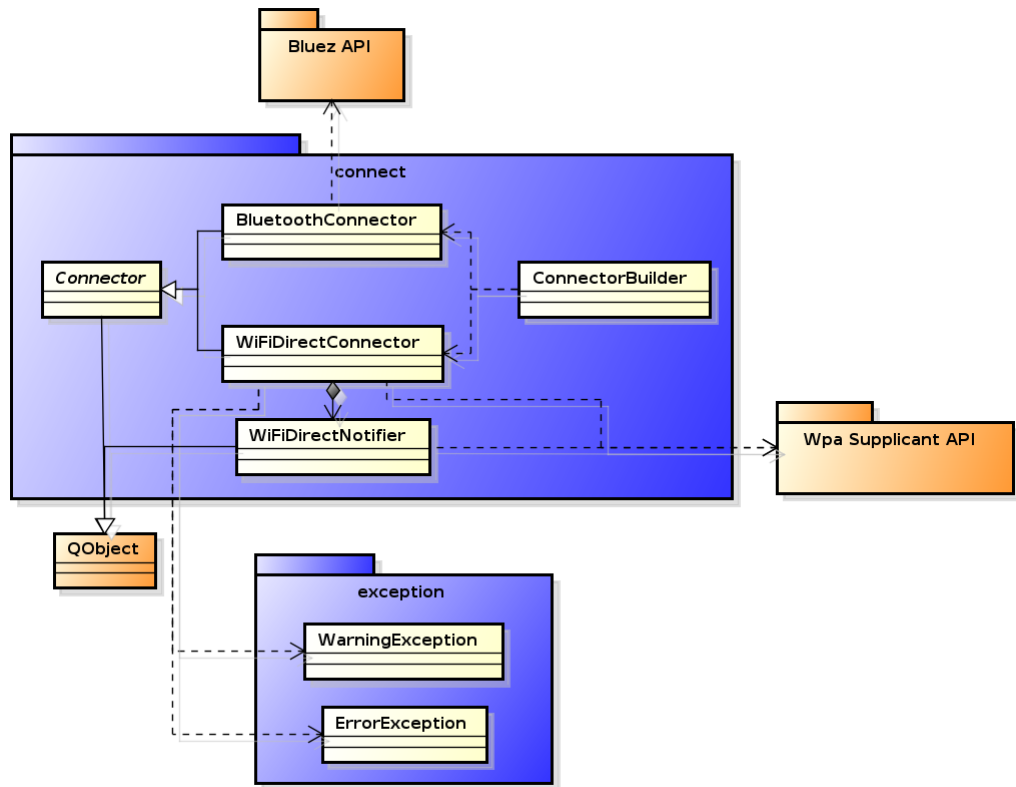 Bluez API
connect
BluetoothConnector
Connector
ConnectorBuilder
WiFiDirectConnector
WiFiDirectNotifier
Wpa Supplicant API
QObject
exception
WarningException
ErrorException